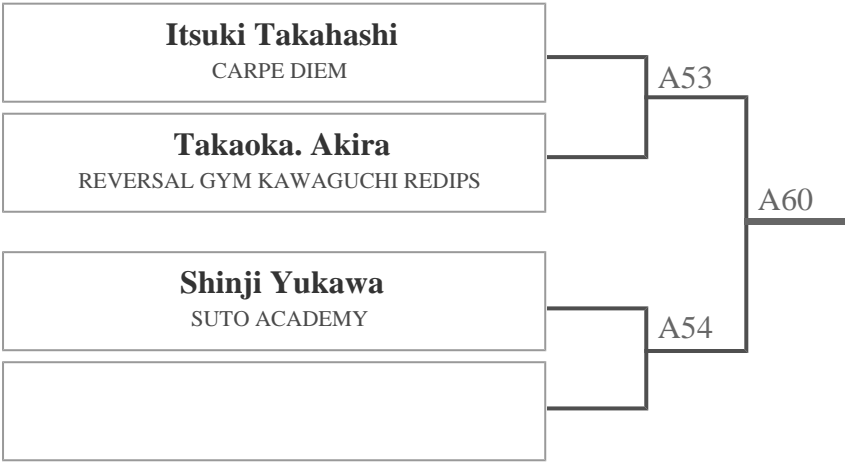 Itsuki Takahashi
CARPE DIEM
A53
Takaoka. Akira
REVERSAL GYM KAWAGUCHI REDIPS
A60
Shinji Yukawa
SUTO ACADEMY
A54